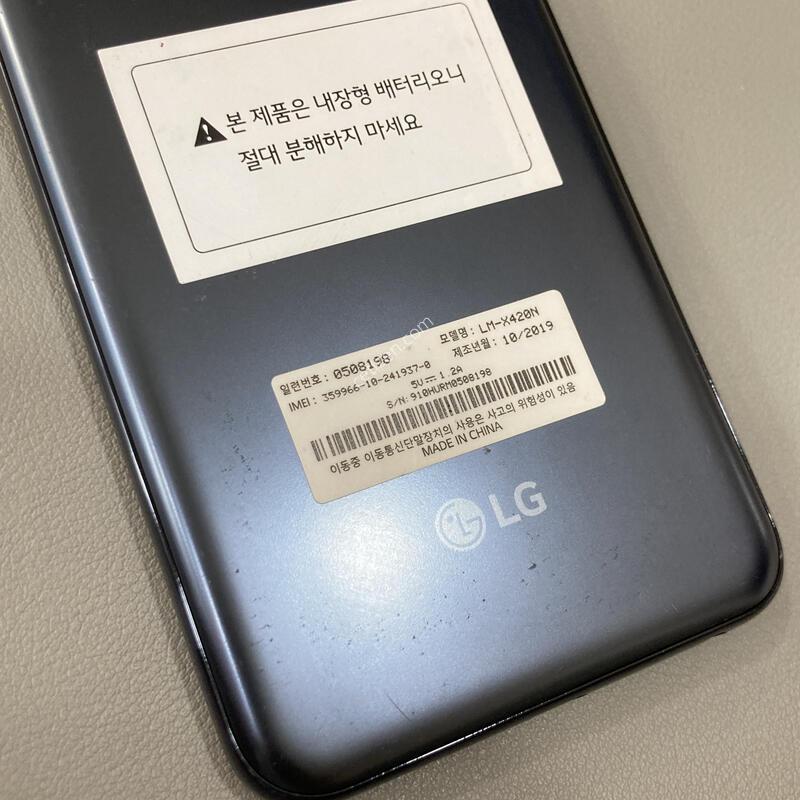 본 제품은 내장형 배터리오니
절대 분해하지 마세요
일련번호: 0508198 모델명: LM-X420N
IMEI: 359966-10-241937-0 제조년월: 10/2019
5V⎓1.2A
S/N: 910HURM0508198
이동중 이동통신단말장치의 사용은 사고의 위험성이 있음
MADE IN CHINA
LG